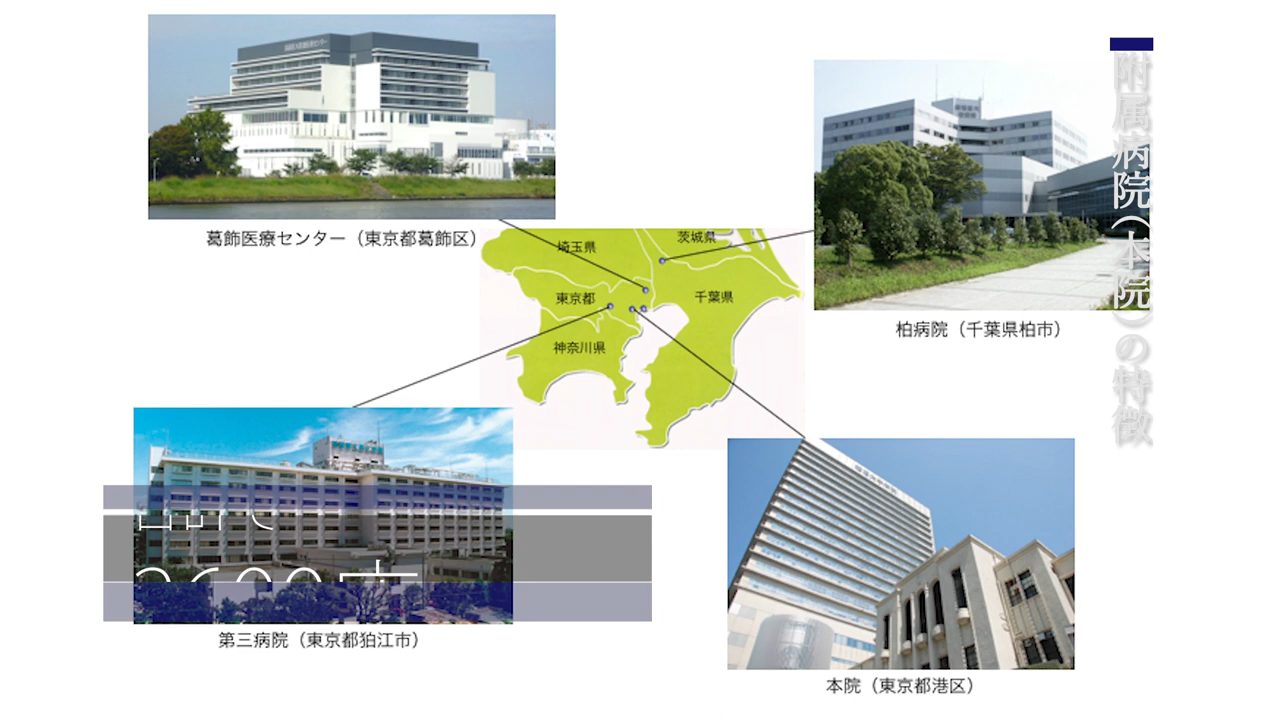 附属病院(本院)の特徴
葛飾医療センター（東京都葛飾区）
埼玉県
茨城県
東京都
千葉県
神奈川県
柏病院（千葉県柏市）
第三病院（東京都狛江市）
本院（東京都港区）